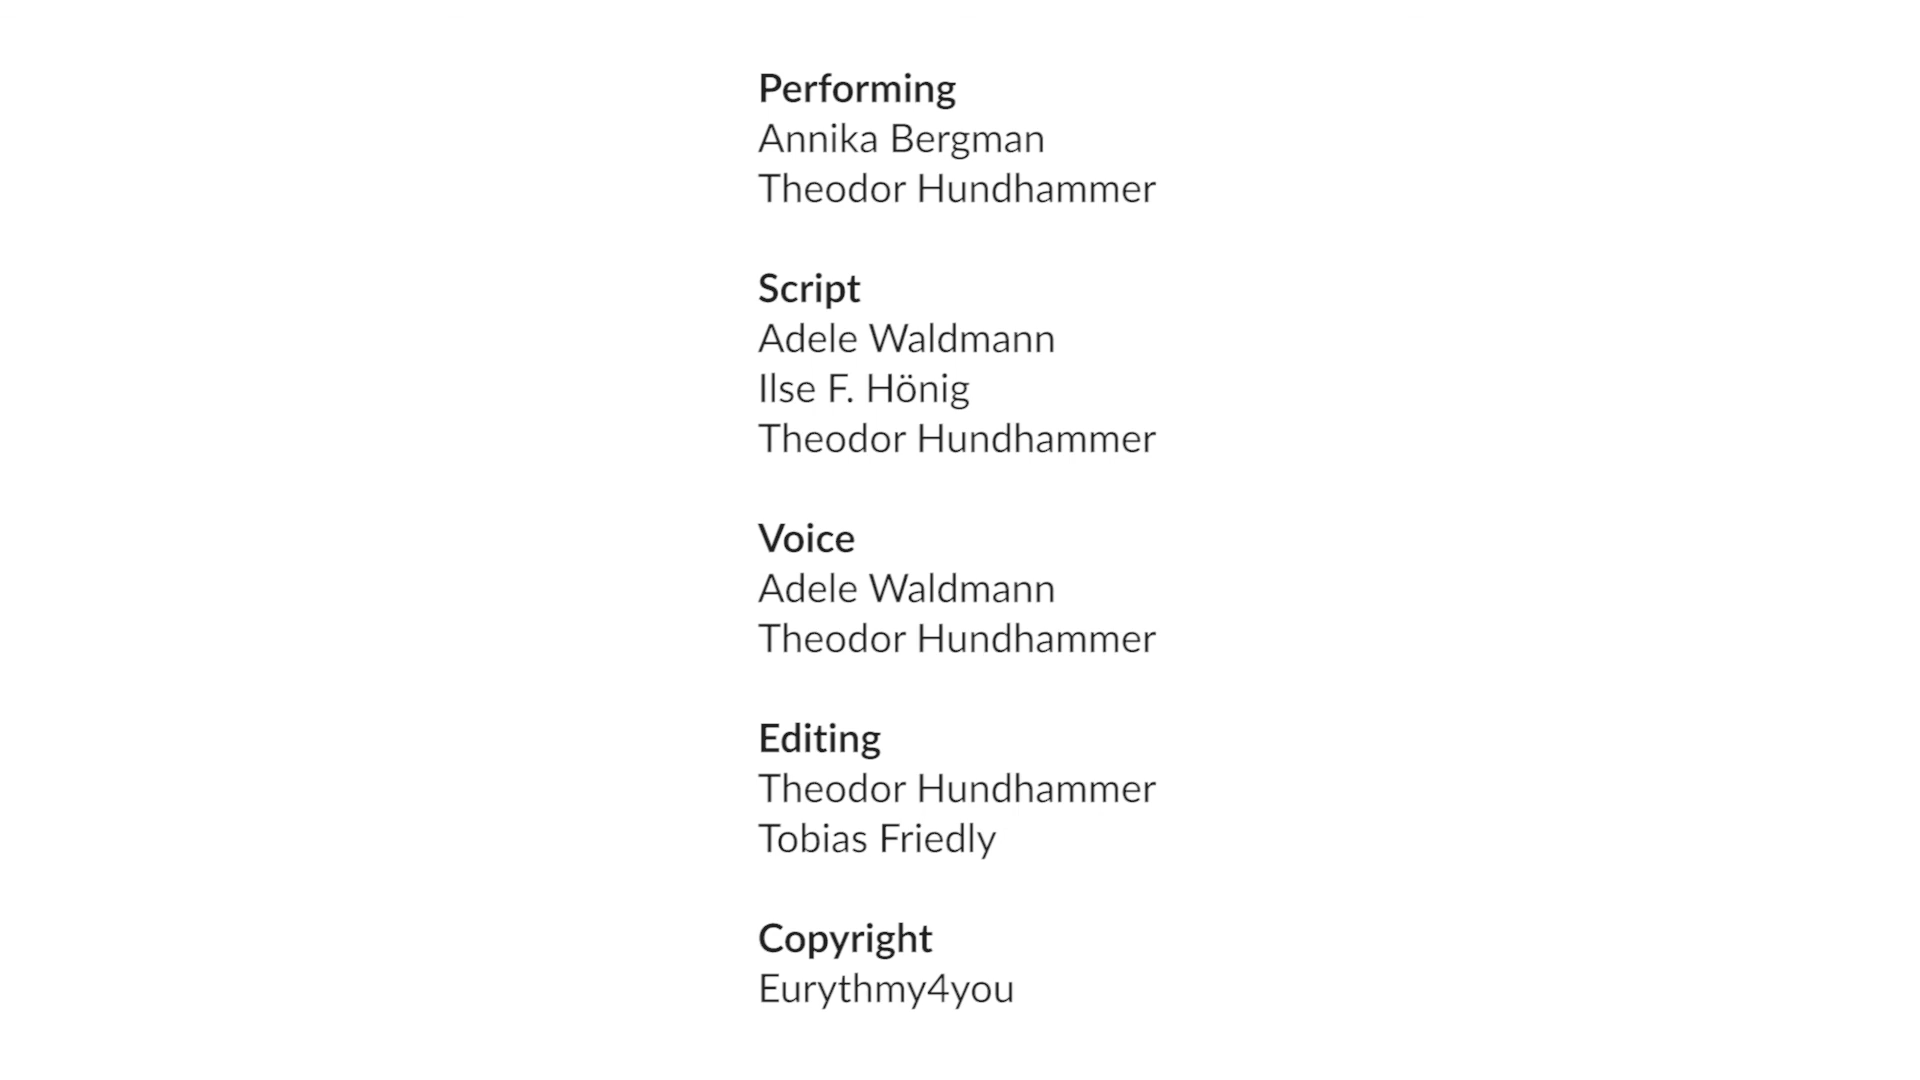 Performing
Annika Bergman
Theodor Hundhammer
Script
Adele Waldmann
Ilse F. Hönig
Theodor Hundhammer
Voice
Adele Waldmann
Theodor Hundhammer
Editing
Theodor Hundhammer
Tobias Friedly
Copyright
Eurythmy4you